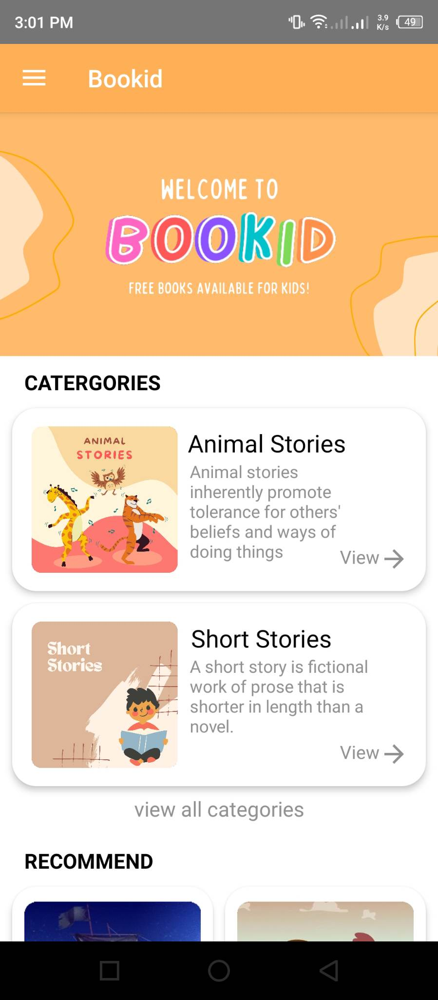 3:01 PM
3.9
K/s
49
Bookid
WELCOME TO
BOOKID
FREE BOOKS AVAILABLE FOR KIDS!
CATERGORIES
ANIMAL
STORIES
Animal Stories
Animal stories
inherently promote
tolerance for others'
beliefs and ways of
doing things
View
Short
Stories
Short Stories
A short story is fictional
work of prose that is
shorter in length than a
novel.
View
view all categories
RECOMMEND